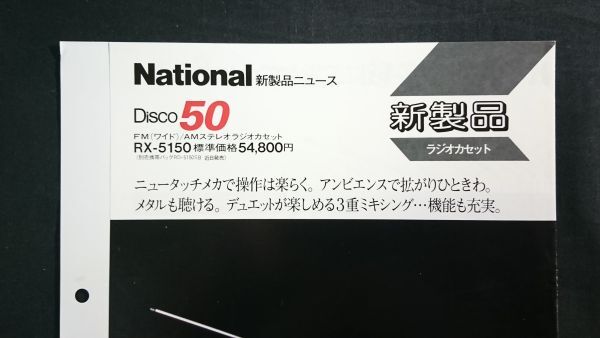 National 新製品ニュース
Disco 50
FM(ワイド)/AMステレオラジオカセット
RX-5150 標準価格54,800円
新製品
ラジオカセット
ニュータッチメカで操作は楽らく。アンビエンスで拡がりひときわ。
メタルも聴ける。デュエットが楽しめる3重ミキシング…機能も充実。